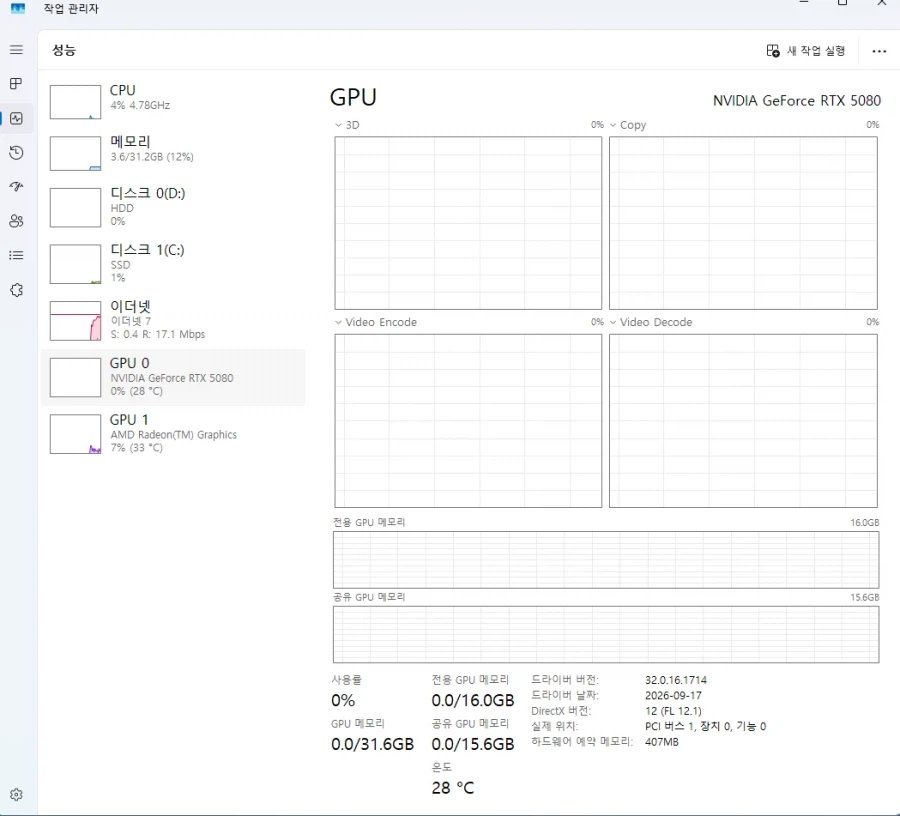 작업 관리자
성능
새 작업 실행
CPU
4% 4.78GHz
메모리
3.6/31.2GB (12%)
디스크 0(D:)
HDD
0%
디스크 1(C:)
SSD
1%
이더넷
이더넷 7
S: 0.4 R: 17.1 Mbps
GPU 0
NVIDIA GeForce RTX 5080
0% (28 °C)
GPU 1
AMD Radeon(TM) Graphics
7% (33 °C)
GPU
NVIDIA GeForce RTX 5080
3D 0%
Copy 0%
Video Encode 0%
Video Decode 0%
전용 GPU 메모리 16.0GB
공유 GPU 메모리 15.6GB
사용률
0%
전용 GPU 메모리
0.0/16.0GB
GPU 메모리
0.0/31.6GB
공유 GPU 메모리
0.0/15.6GB
온도
28 °C
드라이버 버전: 32.0.16.1714
드라이버 날짜: 2026-09-17
DirectX 버전: 12 (FL 12.1)
실제 위치: PCI 버스 1, 장치 0, 기능 0
하드웨어 예약 메모리: 407MB